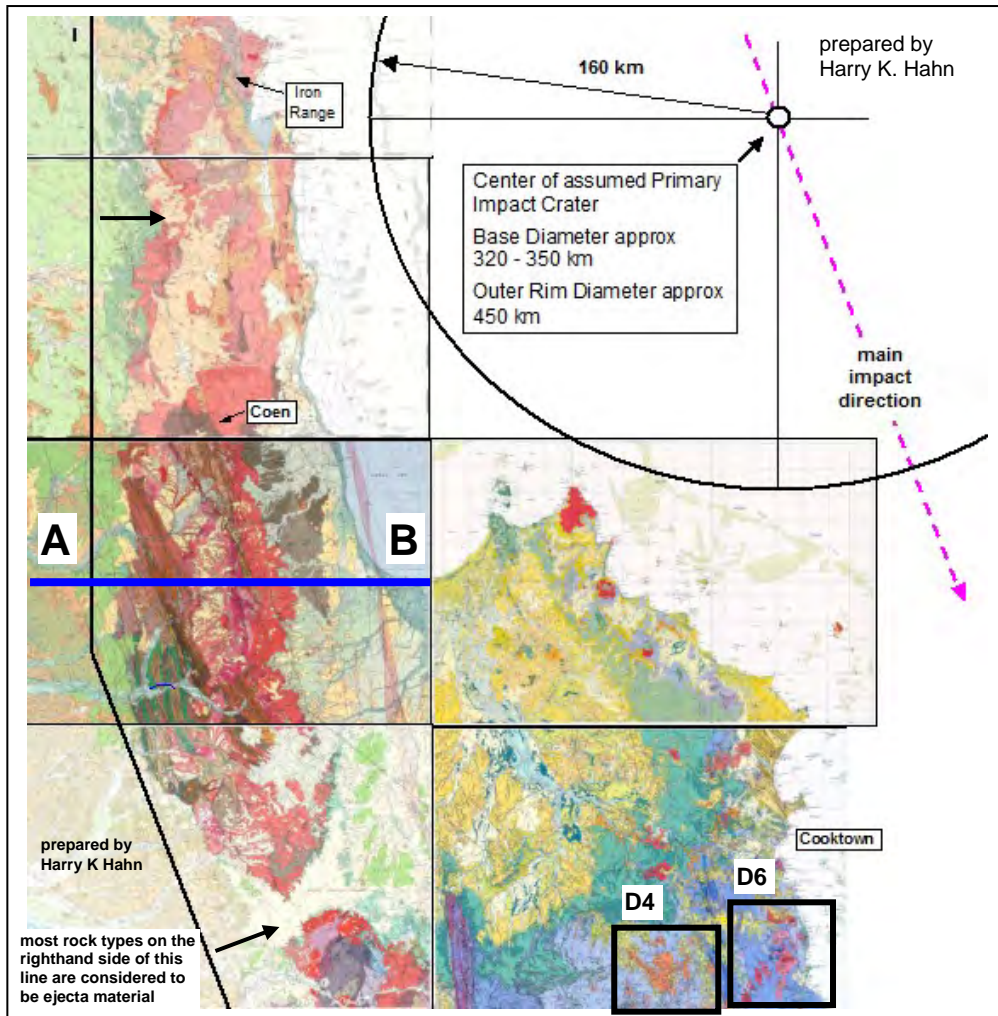 I
Iron
Range
160 km
prepared by
Harry K. Hahn
Center of assumed Primary
Impact Crater
Base Diameter approx
320 - 350 km
Outer Rim Diameter approx
450 km
main
impact
direction
Coen
A
B
Cooktown
prepared by
Harry K Hahn
D4
D6
most rock types on the
righthand side of this
line are considered to
be ejecta material